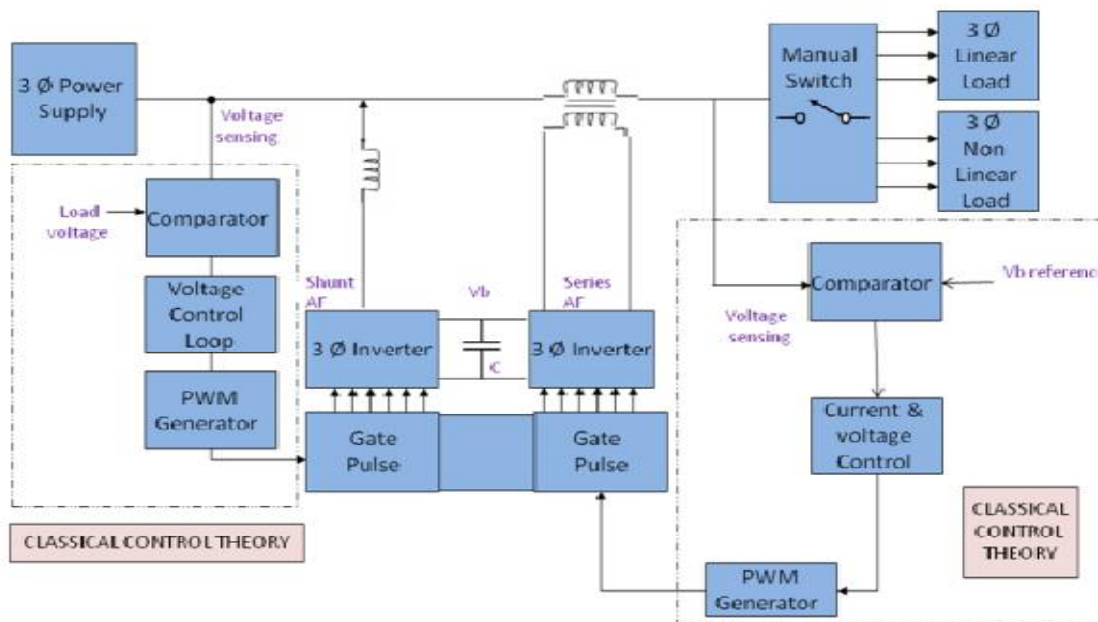 3 Ø Power
Supply
Voltage
sensing
Manual
Switch
3 Ø
Linear
Load
3 Ø
Non
Linear
Load
Load
voltage
Comparator
Voltage
Control
Loop
PWM
Generator
Shunt
AF
Vb
Series
AF
3 Ø Inverter
C
3 Ø Inverter
Gate
Pulse
Gate
Pulse
Comparator
Vb reference
Voltage
sensing
Current &
voltage
Control
PWM
Generator
CLASSICAL CONTROL THEORY
CLASSICAL
CONTROL
THEORY